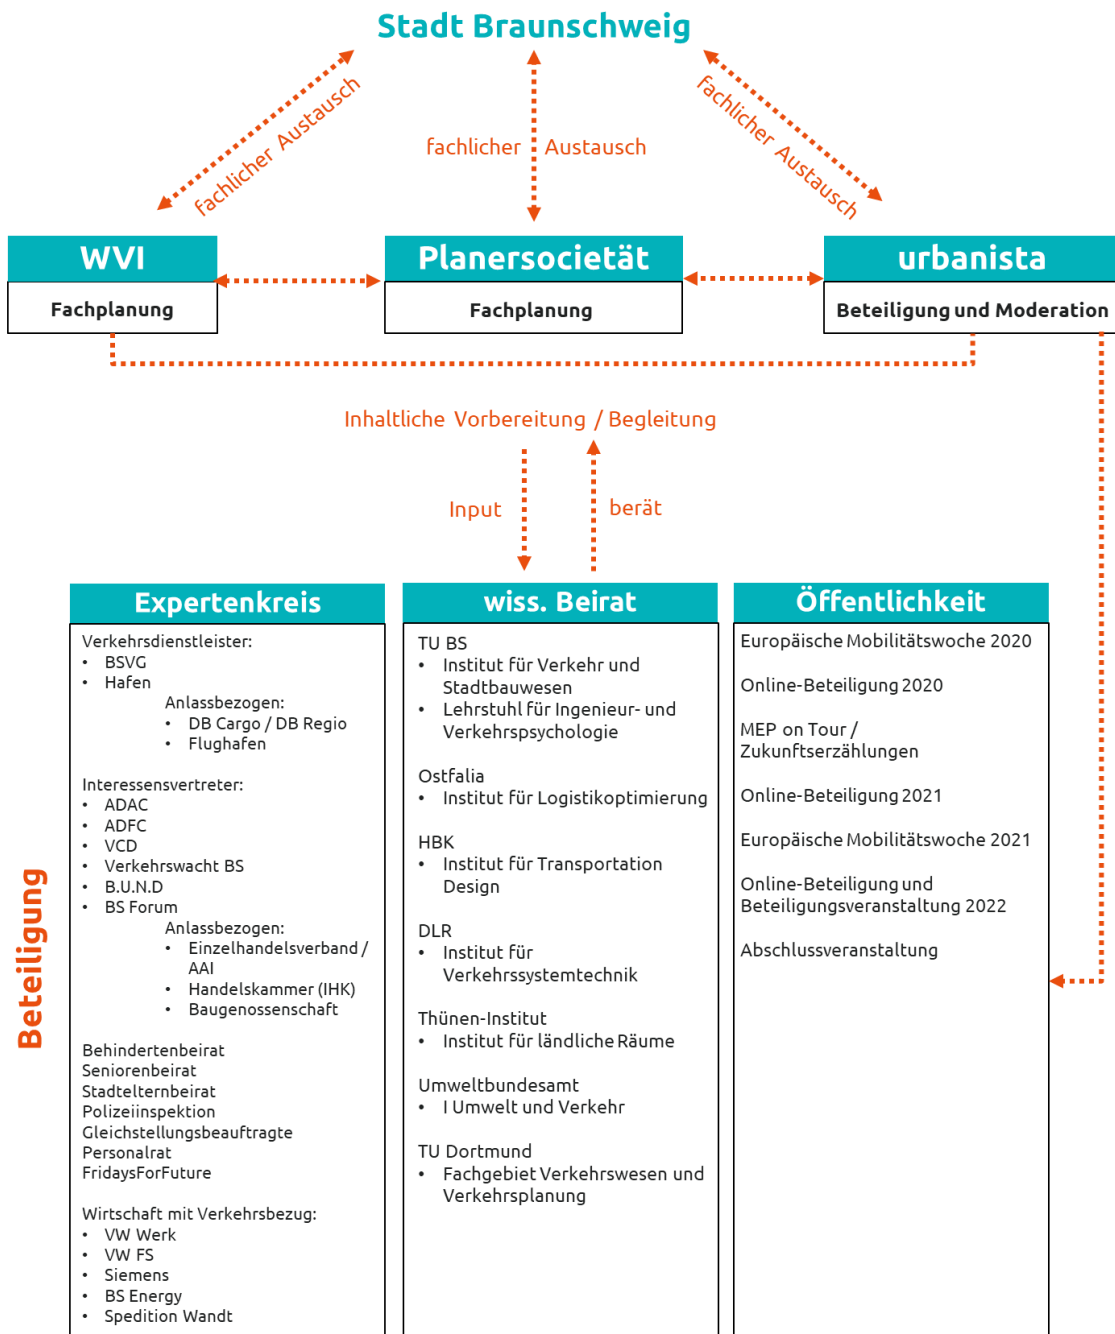 Stadt Braunschweig
fachlicher Austausch
fachlicher Austausch
fachlicher Austausch
WVI
Fachplanung
Planersocietät
Fachplanung
urbanista
Beteiligung und Moderation
Inhaltliche Vorbereitung / Begleitung
Input
berät
Beteiligung
Expertenkreis
Verkehrsdienstleister:
• BSVG
• Hafen
Anlassbezogen:
• DB Cargo / DB Regio
• Flughafen
Interessensvertreter:
• ADAC
• ADFC
• VCD
• Verkehrswacht BS
• B.U.N.D
• BS Forum
Anlassbezogen:
• Einzelhandelsverband /
AAI
• Handelskammer (IHK)
• Baugenossenschaft
Behindertenbeirat
Seniorenbeirat
Stadtelternbeirat
Polizeiinspektion
Gleichstellungsbeauftragte
Personalrat
FridaysForFuture
Wirtschaft mit Verkehrsbezug:
• VW Werk
• VW FS
• Siemens
• BS Energy
• Spedition Wandt
wiss. Beirat
TU BS
• Institut für Verkehr und
Stadtbauwesen
• Lehrstuhl für Ingenieur- und
Verkehrspsychologie
Ostfalia
• Institut für Logistikoptimierung
HBK
• Institut für Transportation
Design
DLR
• Institut für
Verkehrssystemtechnik
Thünen-Institut
• Institut für ländliche Räume
Umweltbundesamt
• I Umwelt und Verkehr
TU Dortmund
• Fachgebiet Verkehrswesen und
Verkehrsplanung
Öffentlichkeit
Europäische Mobilitätswoche 2020
Online-Beteiligung 2020
MEP on Tour /
Zukunftserzählungen
Online-Beteiligung 2021
Europäische Mobilitätswoche 2021
Online-Beteiligung und
Beteiligungsveranstaltung 2022
Abschlussveranstaltung